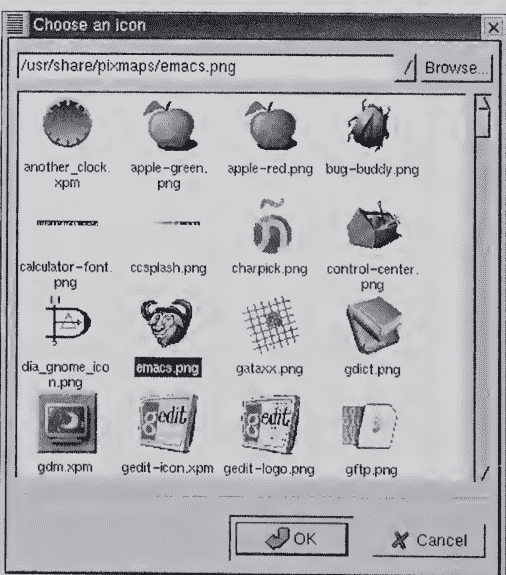 Choose an icon
/usr/share/pixmaps/emacs.png
Browse...
another_clock.
xpm
apple-green.
png
apple-red.png
bug-buddy.png
calculator-font.
png
ccsplash.png
charpick.png
control-center.
png
dia_gnome_ico
n.png
emacs.png
gataxx.png
gdict.png
gdm.xpm
gedit
gedit-icon.xpm
gedit
gedit-logo.png
gftp.png
OK
Cancel